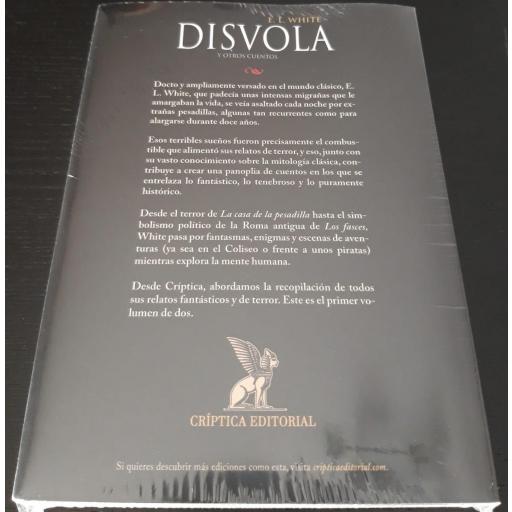 E. L. WHITE
DISVOLA
Y OTROS CUENTOS
Docto y ampliamente versado en el mundo clásico, E.
L. White, que padecía unas intensas migrañas que le
amargaban la vida, se veía asaltado cada noche por ex-
trañas pesadillas, algunas tan recurrentes como para
alargarse durante doce años.
Esos terribles sueños fueron precisamente el combus-
tible que alimentó sus relatos de terror, y eso, junto con
su vasto conocimiento sobre la mitología clásica, con-
tribuye a crear una panoplia de cuentos en los que se
entrelaza lo fantástico, lo tenebroso y lo puramente
histórico.
Desde el terror de La casa de la pesadilla hasta el sim-
bolismo político de la Roma antigua de Los fasces,
White pasa por fantasmas, enigmas y escenas de aven-
turas (ya sea en el Coliseo o frente a unos piratas)
mientras explora la mente humana.
Desde Críptica, abordamos la recopilación de todos
sus relatos fantásticos y de terror. Este es el primer vo-
lumen de dos.
CRÍPTICA EDITORIAL
Si quieres descubrir más ediciones como esta, visita cripticaeditorial.com.